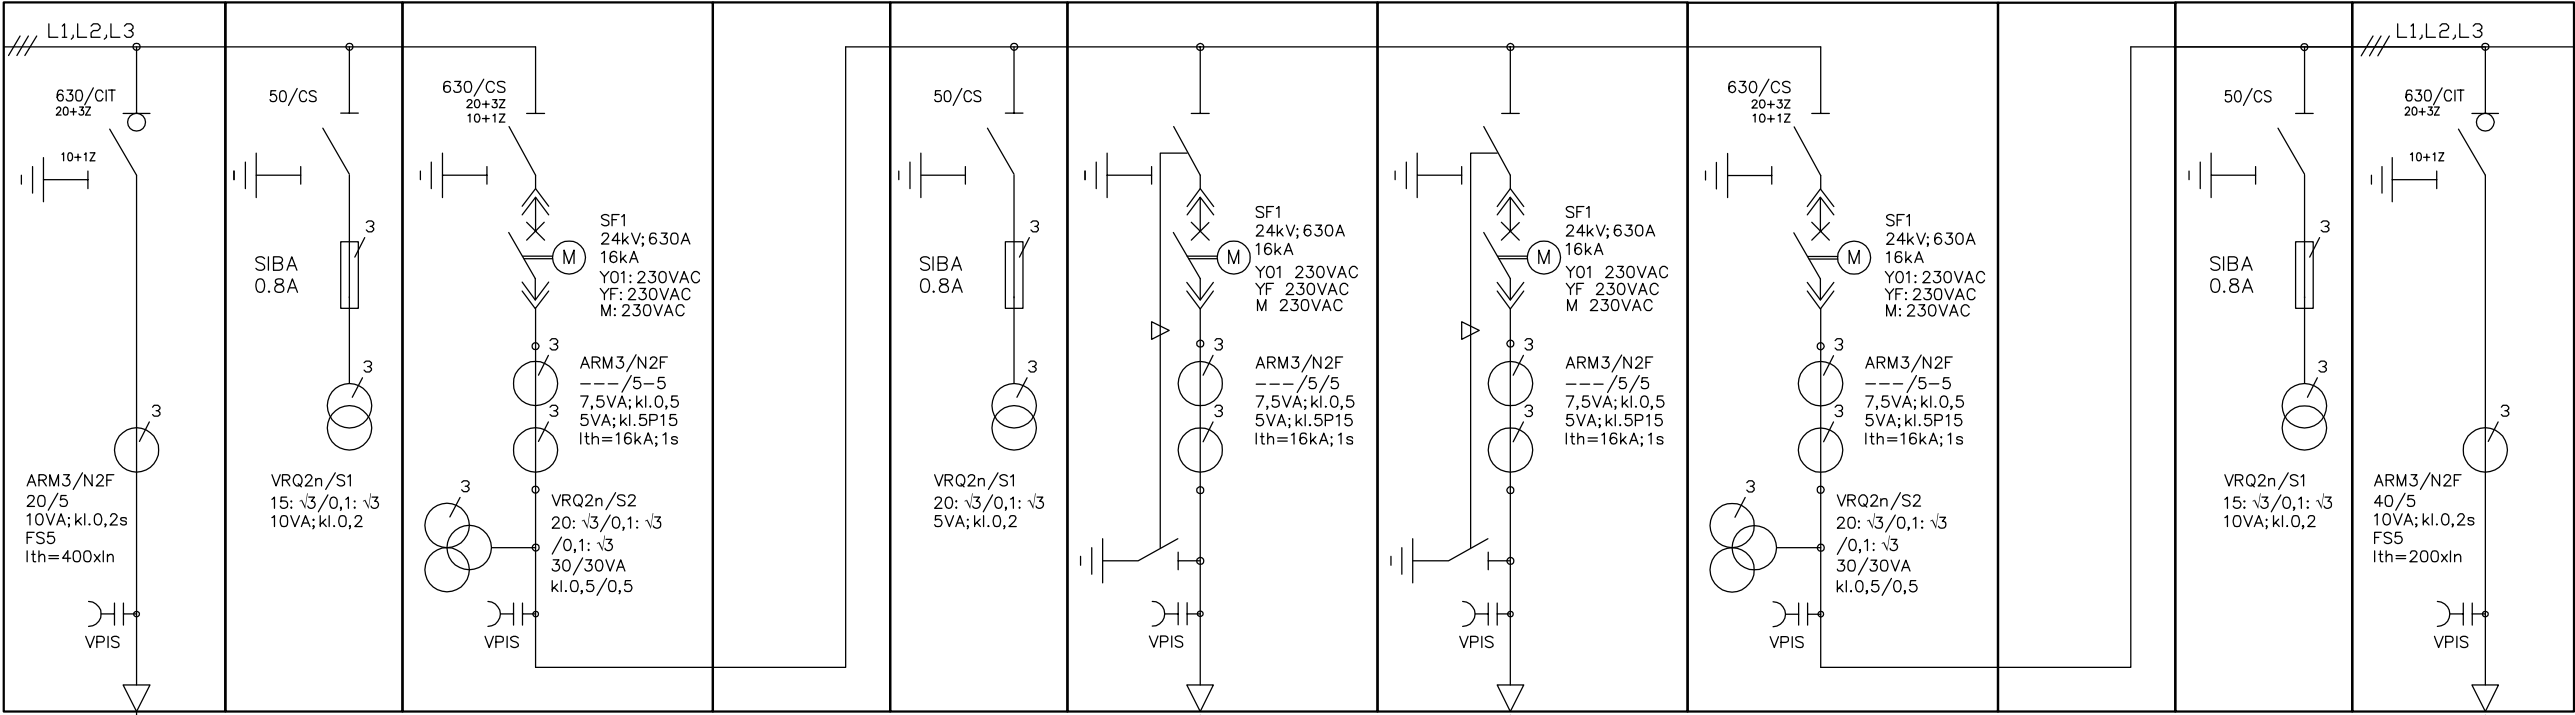 L1,L2,L3
630/CIT
20+3Z
10+1Z
3
ARM3/N2F
20/5
10VA;kl.0,2s
FS5
Ith=400xIn
VPIS
50/CS
3
SIBA
0.8A
3
VRQ2n/S1
15: √3/0,1: √3
10VA;kl.0,2
630/CS
20+3Z
10+1Z
M
SF1
24kV;630A
16kA
Y01:230VAC
YF:230VAC
M:230VAC
3
ARM3/N2F
---/5-5
7,5VA;kl.0,5
5VA;kl.5P15
Ith=16kA;1s
3
3
VRQ2n/S2
20: √3/0,1: √3
/0,1: √3
30/30VA
kl.0,5/0,5
VPIS
50/CS
3
SIBA
0.8A
3
VRQ2n/S1
20: √3/0,1: √3
5VA;kl.0,2
M
SF1
24kV;630A
16kA
Y01 230VAC
YF 230VAC
M 230VAC
3
ARM3/N2F
---/5/5
7,5VA;kl.0,5
5VA;kl.5P15
Ith=16kA;1s
3
VPIS
M
SF1
24kV;630A
16kA
Y01 230VAC
YF 230VAC
M 230VAC
3
ARM3/N2F
---/5/5
7,5VA;kl.0,5
5VA;kl.5P15
Ith=16kA;1s
3
VPIS
630/CS
20+3Z
10+1Z
M
SF1
24kV;630A
16kA
Y01:230VAC
YF:230VAC
M:230VAC
3
ARM3/N2F
---/5-5
7,5VA;kl.0,5
5VA;kl.5P15
Ith=16kA;1s
3
3
VRQ2n/S2
20: √3/0,1: √3
/0,1: √3
30/30VA
kl.0,5/0,5
VPIS
50/CS
3
SIBA
0.8A
3
VRQ2n/S1
15: √3/0,1: √3
10VA;kl.0,2
L1,L2,L3
630/CIT
20+3Z
10+1Z
3
ARM3/N2F
40/5
10VA;kl.0,2s
FS5
Ith=200xIn
VPIS